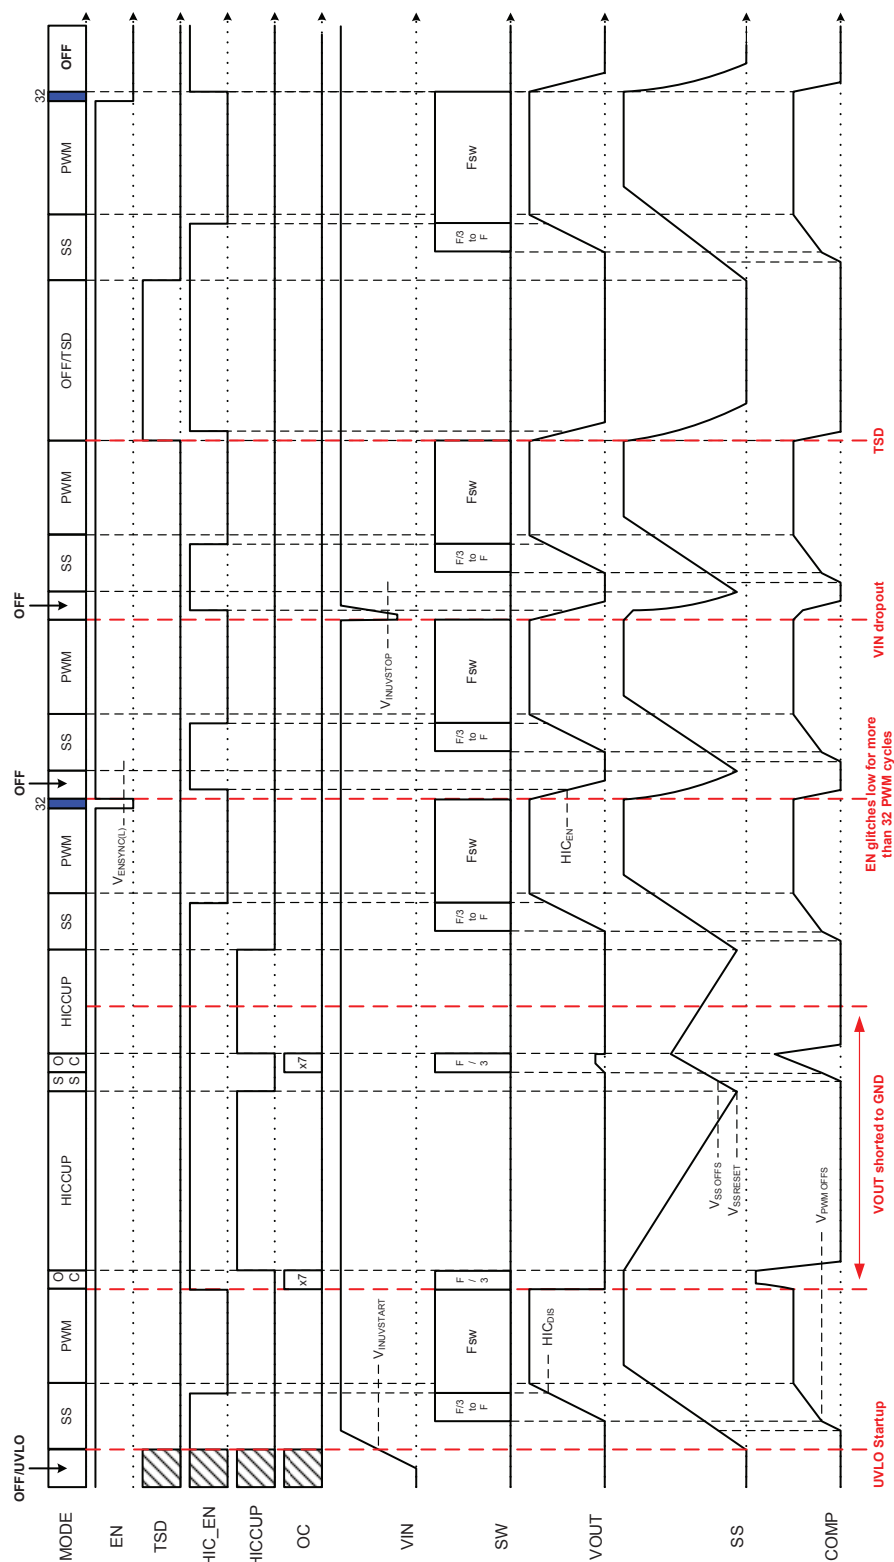 OFF/UVLO
OFF
OFF
32
32
MODE
SS
PWM
O C
HICCUP
S S
O C
HICCUP
SS
PWM
SS
PWM
SS
PWM
OFF/TSD
SS
PWM
OFF
EN
VENSYNC(L)
TSD
HIC_EN
HICCUP
OC
x7
x7
VIN
VINUVSTART
VINUVSTOP
SW
F/3 to F
Fsw
F / 3
F / 3
F/3 to F
Fsw
F/3 to F
Fsw
F/3 to F
Fsw
F/3 to F
Fsw
VOUT
HICDIS
HICEN
SS
VSS OFFS
VSSRESET
COMP
VPWM OFFS
UVLO Startup
VOUT shorted to GND
EN glitches low for more
than 32 PWM cycles
VIN dropout
TSD